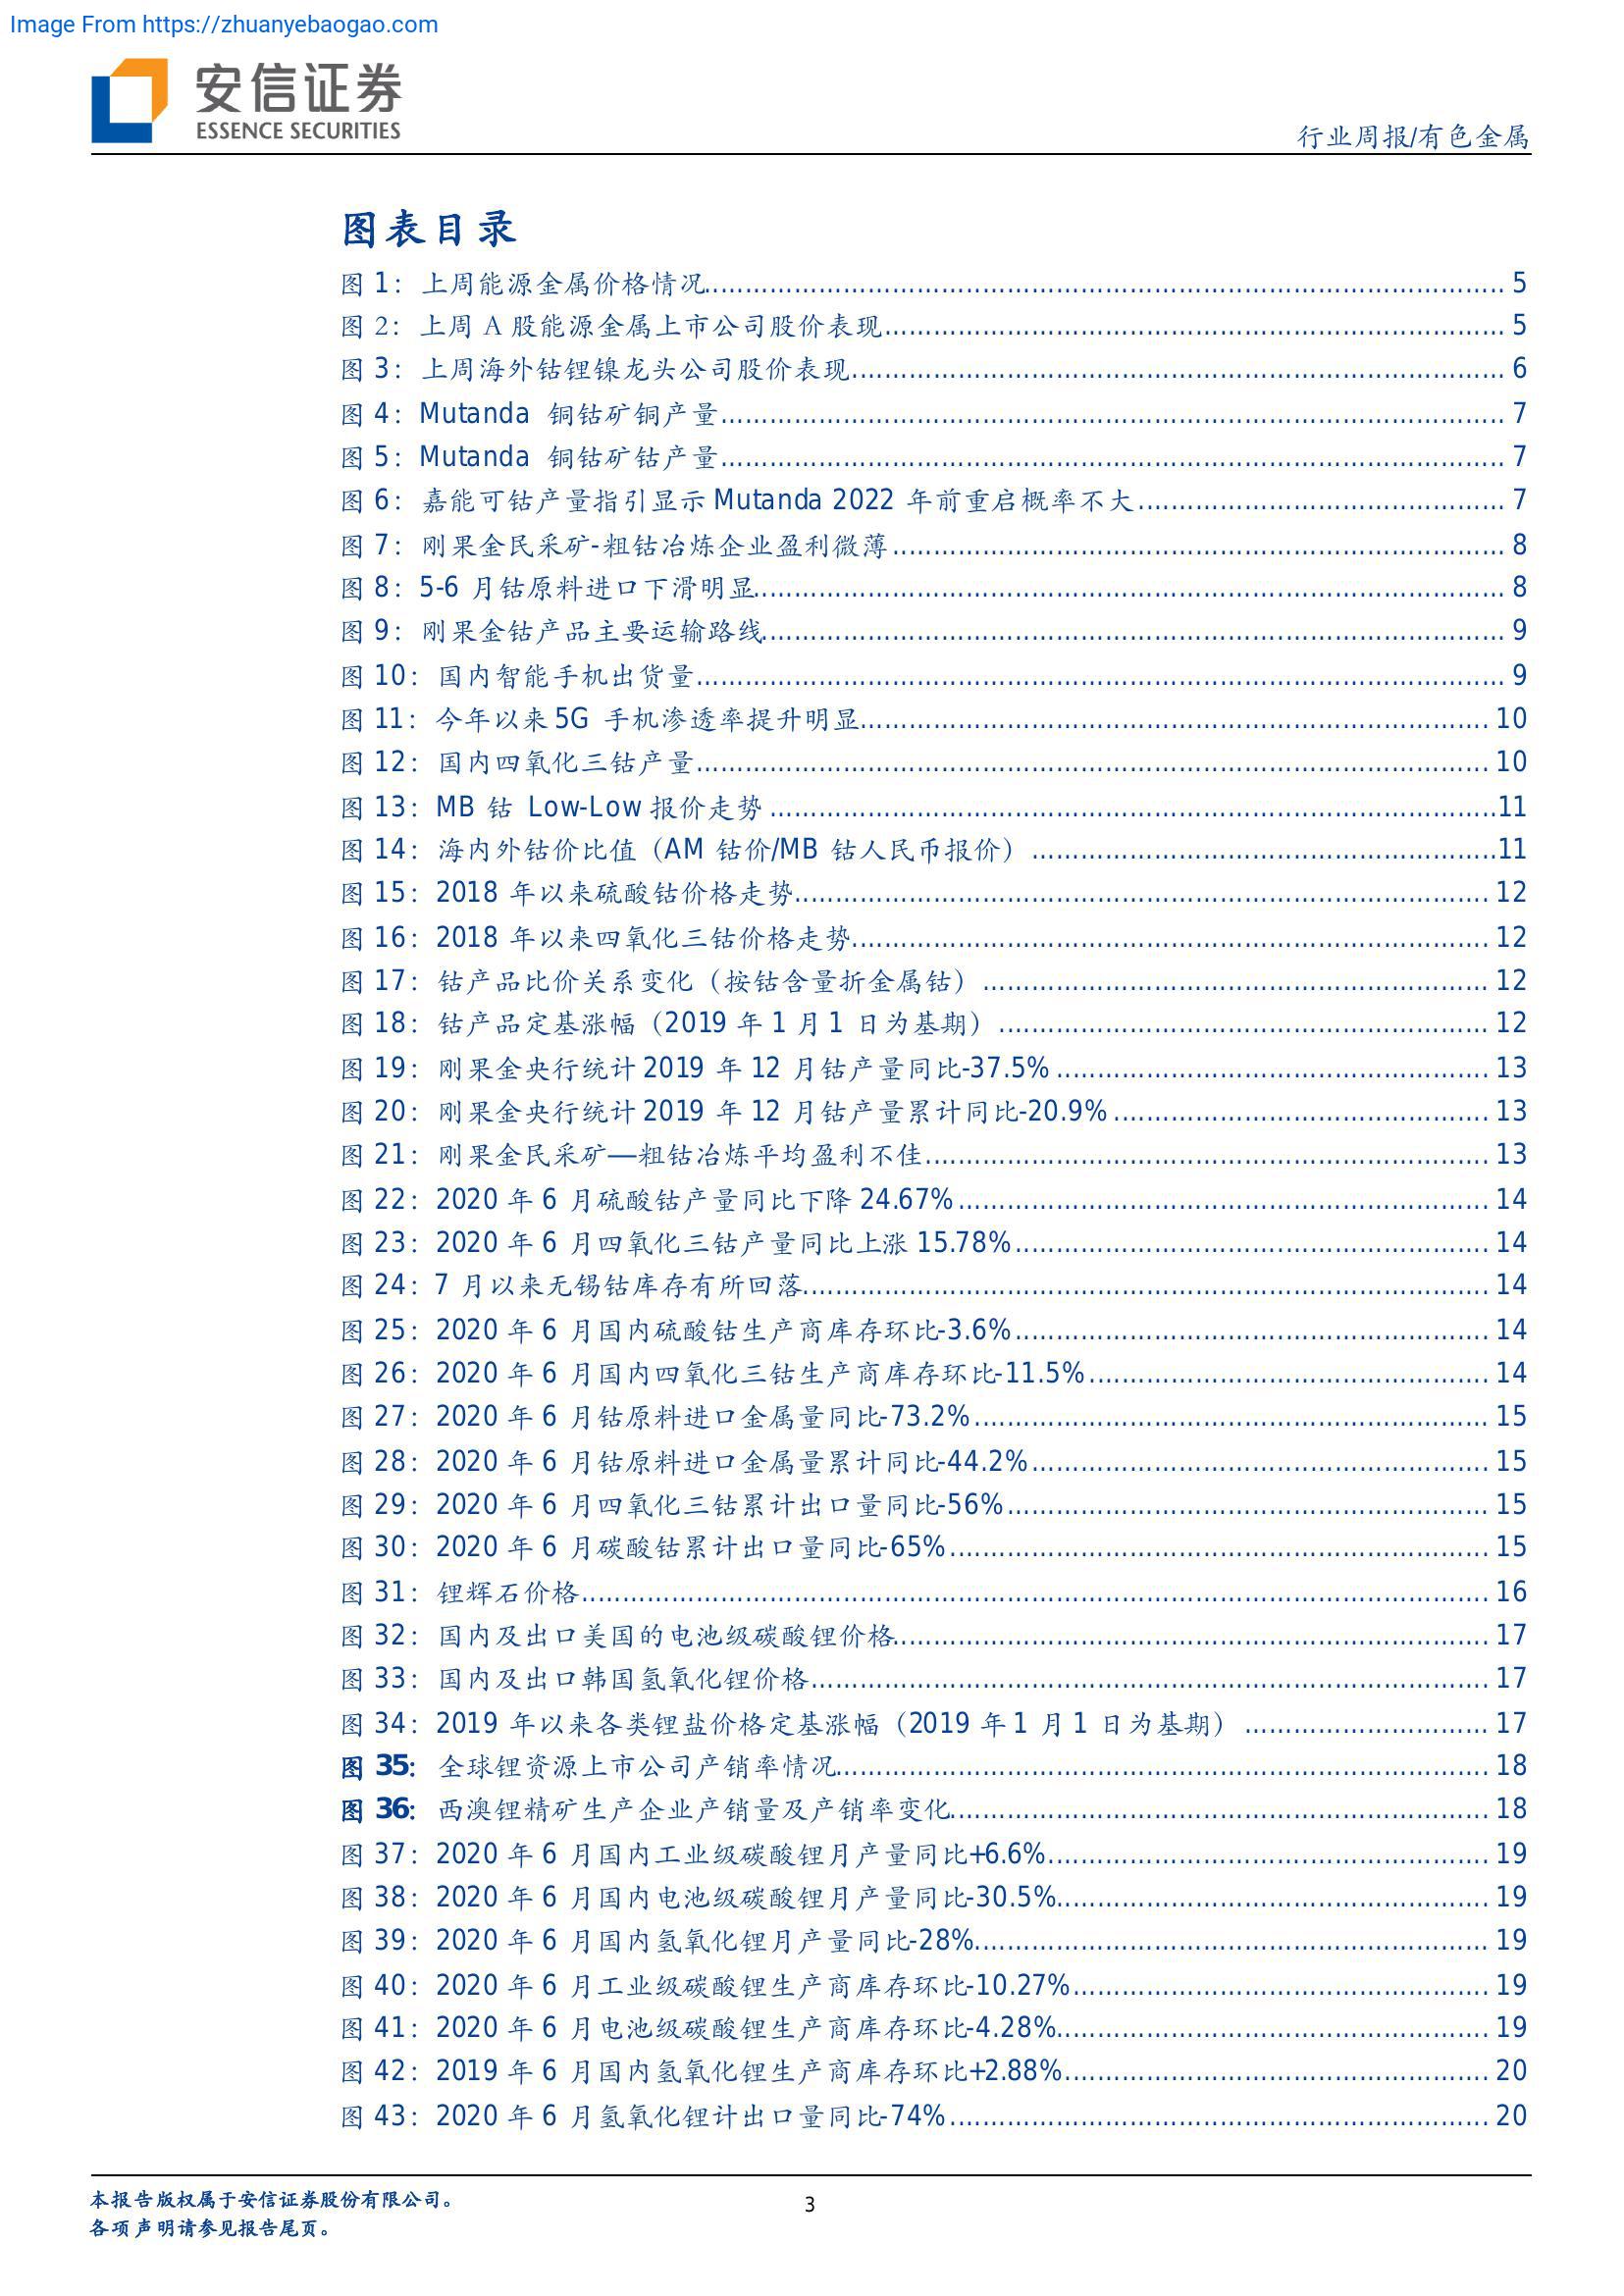 Image From https://zhuanyebaogao.com
安信证券
ESSENCE SECURITIES
行业周报/有色金属
图表目录
图 1：上周能源金属价格情况 5
图 2：上周 A 股能源金属上市公司股价表现 5
图 3：上周海外钴锂镍龙头公司股价表现 6
图 4：Mutanda 铜钴矿铜产量 7
图 5：Mutanda 铜钴矿钴产量 7
图 6：嘉能可钴产量指引显示 Mutanda 2022 年前重启概率不大 7
图 7：刚果金民采矿-粗钴冶炼企业盈利微薄 8
图 8：5-6 月钴原料进口下滑明显 8
图 9：刚果金钴产品主要运输路线 9
图 10：国内智能手机出货量 9
图 11：今年以来 5G 手机渗透率提升明显 10
图 12：国内四氧化三钴产量 10
图 13：MB 钴 Low-Low 报价走势 11
图 14：海内外钴价比值（AM 钴价/MB 钴人民币报价） 11
图 15：2018 年以来硫酸钴价格走势 12
图 16：2018 年以来四氧化三钴价格走势 12
图 17：钴产品比价关系变化（按钴含量折金属钴） 12
图 18：钴产品定基涨幅（2019 年 1 月 1 日为基期） 12
图 19：刚果金央行统计 2019 年 12 月钴产量同比-37.5% 13
图 20：刚果金央行统计 2019 年 12 月钴产量累计同比-20.9% 13
图 21：刚果金民采矿—粗钴冶炼平均盈利不佳 13
图 22：2020 年 6 月硫酸钴产量同比下降 24.67% 14
图 23：2020 年 6 月四氧化三钴产量同比上涨 15.78% 14
图 24：7 月以来无锡钴库存有所回落 14
图 25：2020 年 6 月国内硫酸钴生产商库存环比-3.6% 14
图 26：2020 年 6 月国内四氧化三钴生产商库存环比-11.5% 14
图 27：2020 年 6 月钴原料进口金属量同比-73.2% 15
图 28：2020 年 6 月钴原料进口金属量累计同比-44.2% 15
图 29：2020 年 6 月四氧化三钴累计出口量同比-56% 15
图 30：2020 年 6 月碳酸钴累计出口量同比-65% 15
图 31：锂辉石价格 16
图 32：国内及出口美国的电池级碳酸锂价格 17
图 33：国内及出口韩国氢氧化锂价格 17
图 34：2019 年以来各类锂盐价格定基涨幅（2019 年 1 月 1 日为基期） 17
图 35：全球锂资源上市公司产销率情况 18
图 36：西澳锂精矿生产企业产销量及产销率变化 18
图 37：2020 年 6 月国内工业级碳酸锂月产量同比+6.6% 19
图 38：2020 年 6 月国内电池级碳酸锂月产量同比-30.5% 19
图 39：2020 年 6 月国内氢氧化锂月产量同比-28% 19
图 40：2020 年 6 月工业级碳酸锂生产商库存环比-10.27% 19
图 41：2020 年 6 月电池级碳酸锂生产商库存环比-4.28% 19
图 42：2019 年 6 月国内氢氧化锂生产商库存环比+2.88% 20
图 43：2020 年 6 月氢氧化锂计出口量同比-74% 20
本报告版权属于安信证券股份有限公司。
3
各项声明请参见报告尾页。